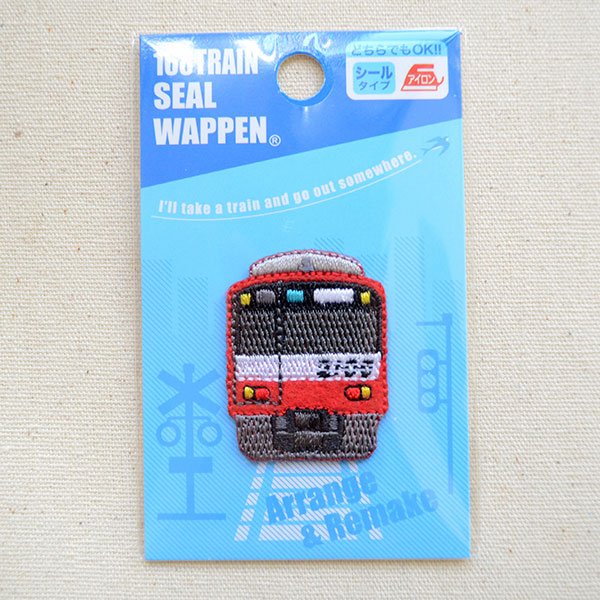 100TRAIN
SEAL
WAPPEN®
どちらでもOK!!
シール
タイプ
アイロン
I'll take a train and go out somewhere.
Arrange
& Remake